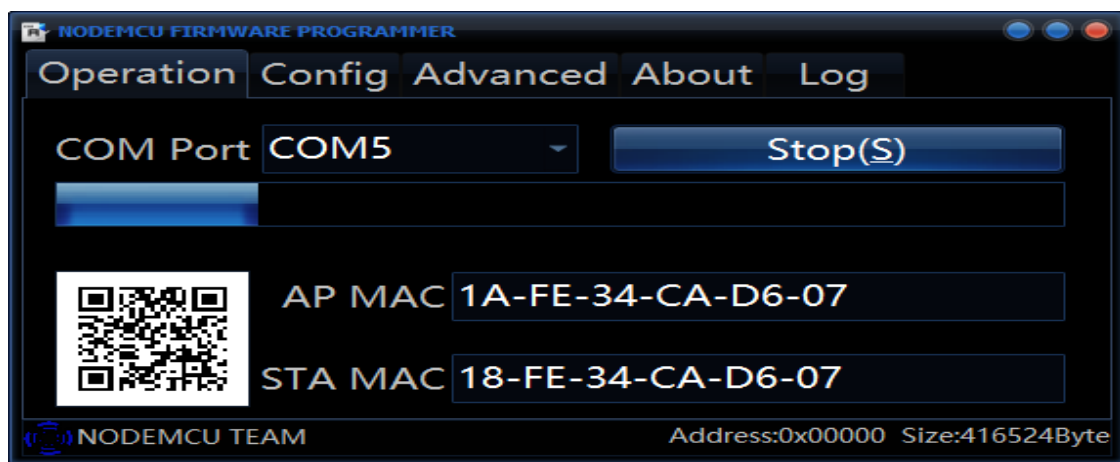 NODEMCU FIRMWARE PROGRAMMER
Operation Config Advanced About Log
COM Port COM5 Stop(S)
AP MAC 1A-FE-34-CA-D6-07
STA MAC 18-FE-34-CA-D6-07
NODEMCU TEAM Address:0x00000 Size:416524Byte